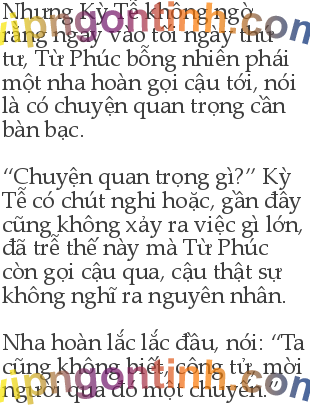 Nhưng Kỳ Tễ không ngờ
rằng ngay vào tối ngày thứ
tư, Từ Phúc bỗng nhiên phái
một nha hoàn gọi cậu tới, nói
là có chuyện quan trọng cần
bàn bạc.
“Chuyện quan trọng gì?” Kỳ
Tễ có chút nghi hoặc, gần đây
cũng không xảy ra việc gì lớn,
đã trễ thế này mà Từ Phúc
còn gọi cậu qua, cậu thật sự
không nghĩ ra nguyên nhân.
Nha hoàn lắc lắc đầu, nói: “Ta
cũng không biết, công tử, mời
người qua đó một chuyến.”
vipngontinh.com